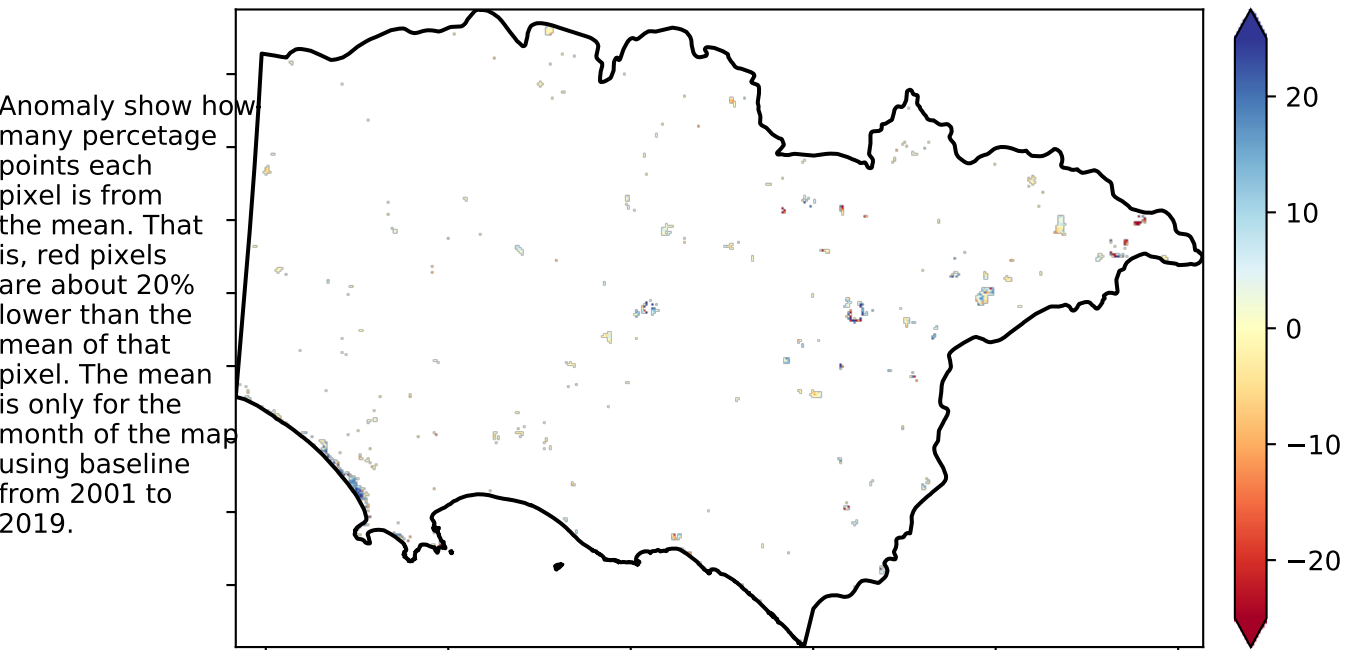 Anomaly show how
many percetage
points each
pixel is from
the mean. That
is, red pixels
are about 20%
lower than the
mean of that
pixel. The mean
is only for the
month of the map
using baseline
from 2001 to
2019.
20
10
0
−10
−20